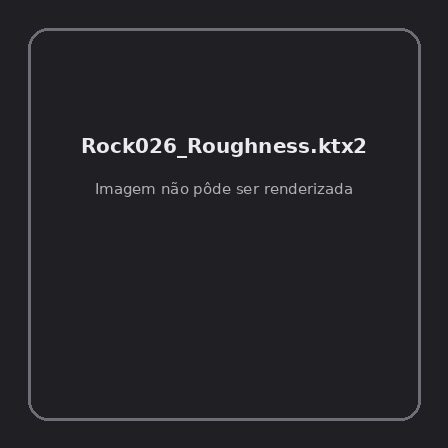 Rock026_Roughness.ktx2
Imagem não pôde ser renderizada